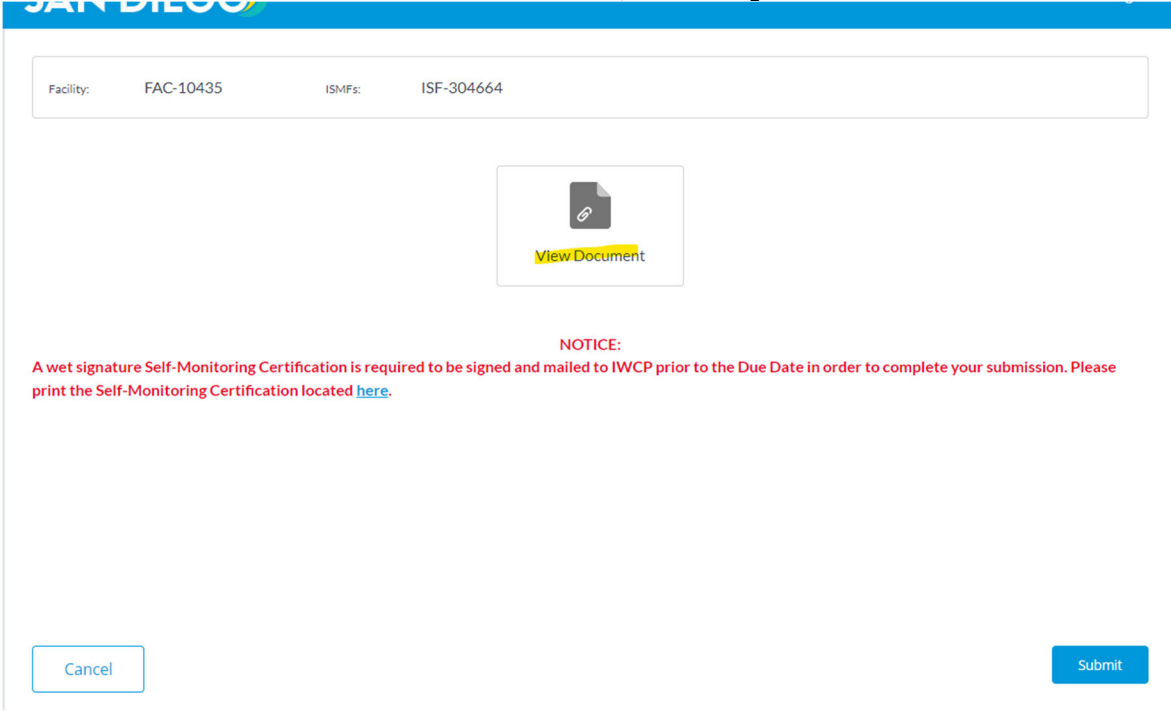 SAN DIEGO
Facility: FAC-10435 ISMFs: ISF-304664
View Document
NOTICE:
A wet signature Self-Monitoring Certification is required to be signed and mailed to IWCP prior to the Due Date in order to complete your submission. Please
print the Self-Monitoring Certification located here.
Cancel Submit